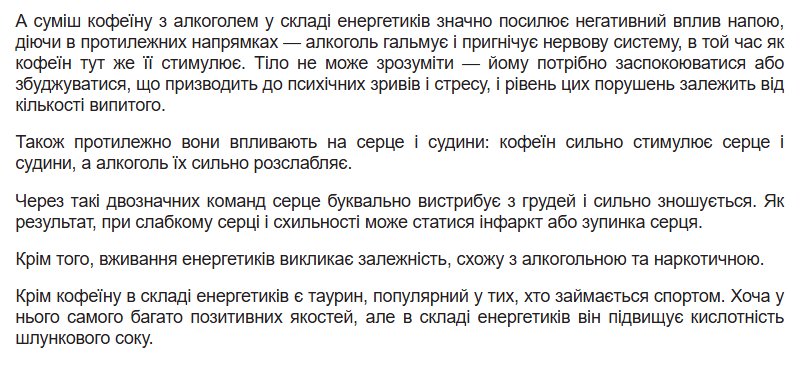 А суміш кофеїну з алкоголем у складі енергетиків значно посилює негативний вплив напою,
діючи в протилежних напрямках — алкоголь гальмує і пригнічує нервову систему, в той час як
кофеїн тут же її стимулює. Тіло не може зрозуміти — йому потрібно заспокоюватися або
збуджуватися, що призводить до психічних зривів і стресу, і рівень цих порушень залежить від
кількості випитого.
Також протилежно вони впливають на серце і судини: кофеїн сильно стимулює серце і
судини, а алкоголь їх сильно розслабляє.
Через такі двозначних команд серце буквально вистрибує з грудей і сильно зношується. Як
результат, при слабкому серці і схильності може статися інфаркт або зупинка серця.
Крім того, вживання енергетиків викликає залежність, схожу з алкогольною та наркотичною.
Крім кофеїну в складі енергетиків є таурин, популярний у тих, хто займається спортом. Хоча у
нього самого багато позитивних якостей, але в складі енергетиків він підвищує кислотність
шлункового соку.